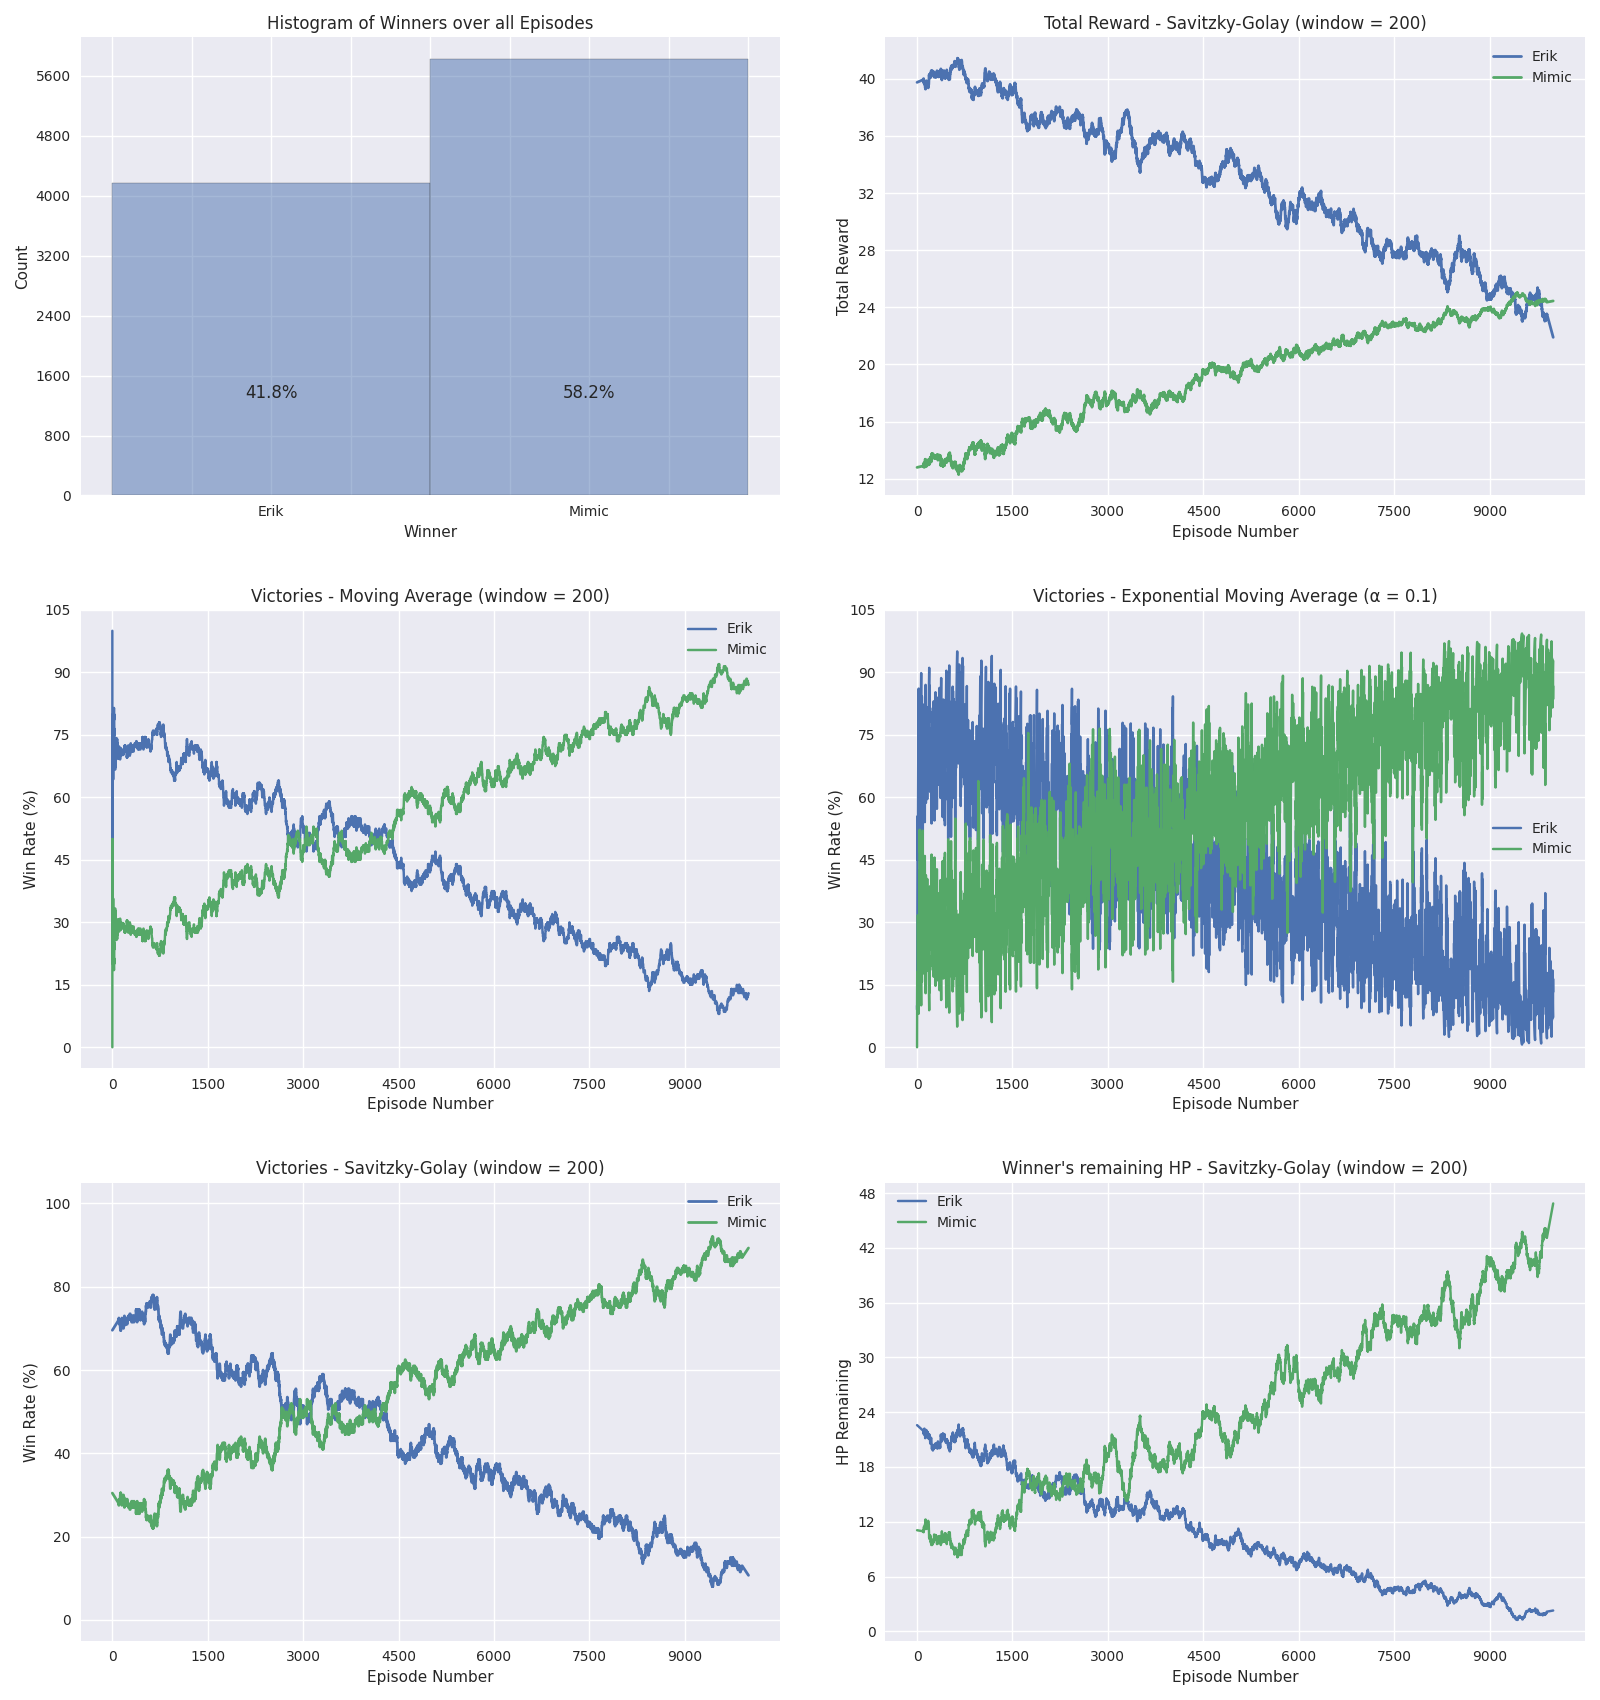 Histogram of Winners over all Episodes
5600
4800
4000
3200
2400
1600
800
0
Count
41.8%
58.2%
Erik
Mimic
Winner
Total Reward - Savitzky-Golay (window = 200)
Erik
Mimic
40
36
32
28
24
20
16
12
Total Reward
0 1500 3000 4500 6000 7500 9000
Episode Number
Victories - Moving Average (window = 200)
Erik
Mimic
105
90
75
60
45
30
15
0
Win Rate (%)
0 1500 3000 4500 6000 7500 9000
Episode Number
Victories - Exponential Moving Average (α = 0.1)
105
90
75
60
45
30
15
0
Win Rate (%)
Erik
Mimic
0 1500 3000 4500 6000 7500 9000
Episode Number
Victories - Savitzky-Golay (window = 200)
Erik
Mimic
100
80
60
40
20
0
Win Rate (%)
0 1500 3000 4500 6000 7500 9000
Episode Number
Winner's remaining HP - Savitzky-Golay (window = 200)
Erik
Mimic
48
42
36
30
24
18
12
6
0
HP Remaining
0 1500 3000 4500 6000 7500 9000
Episode Number